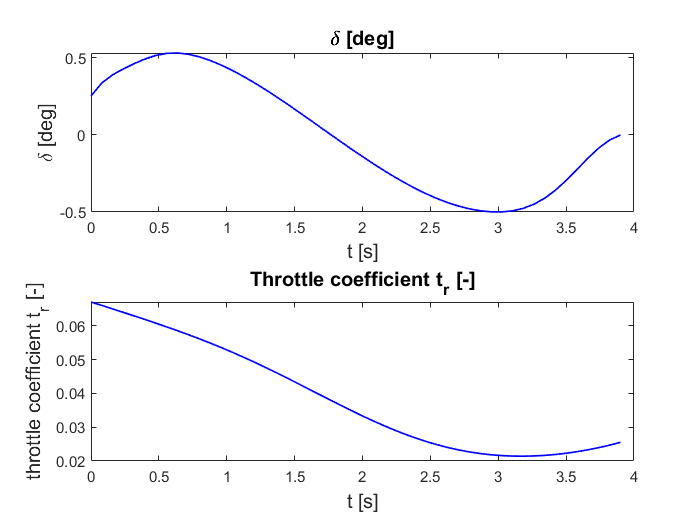 δ [deg]
δ [deg]
0.5
0
-0.5
0 0.5 1 1.5 2 2.5 3 3.5 4
t [s]
Throttle coefficient t_r [-]
throttle coefficient t_r [-]
0.06
0.05
0.04
0.03
0.02
0 0.5 1 1.5 2 2.5 3 3.5 4
t [s]